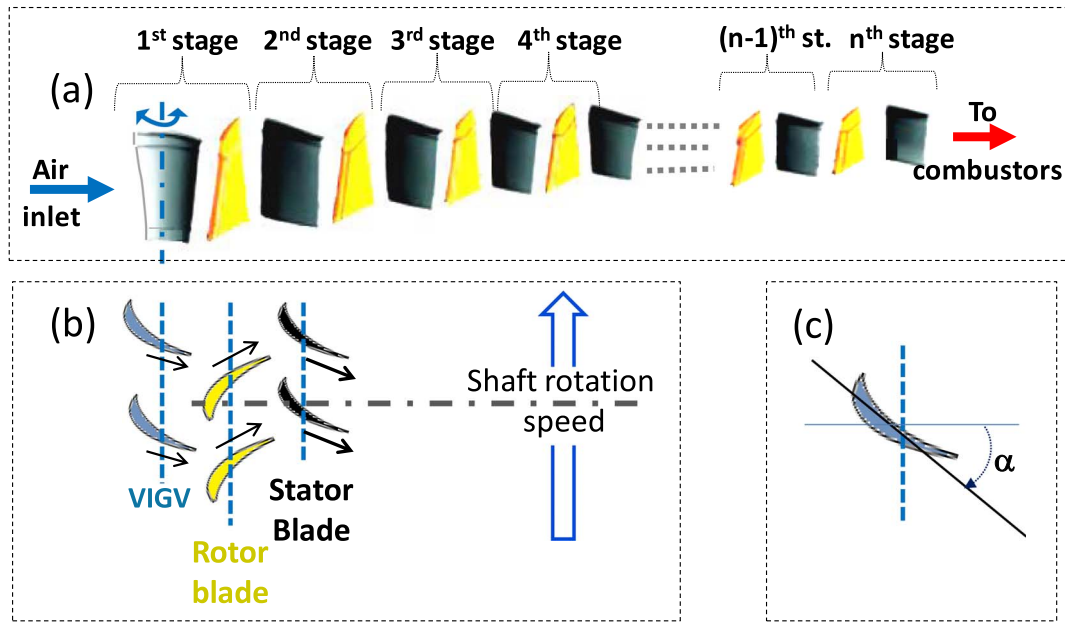 1st stage 2nd stage 3rd stage 4th stage (n-1)th st. nth stage
(a)
Air
inlet
To
combustors
(b)
VIGV
Rotor
blade
Stator
Blade
Shaft rotation
speed
(c)
α